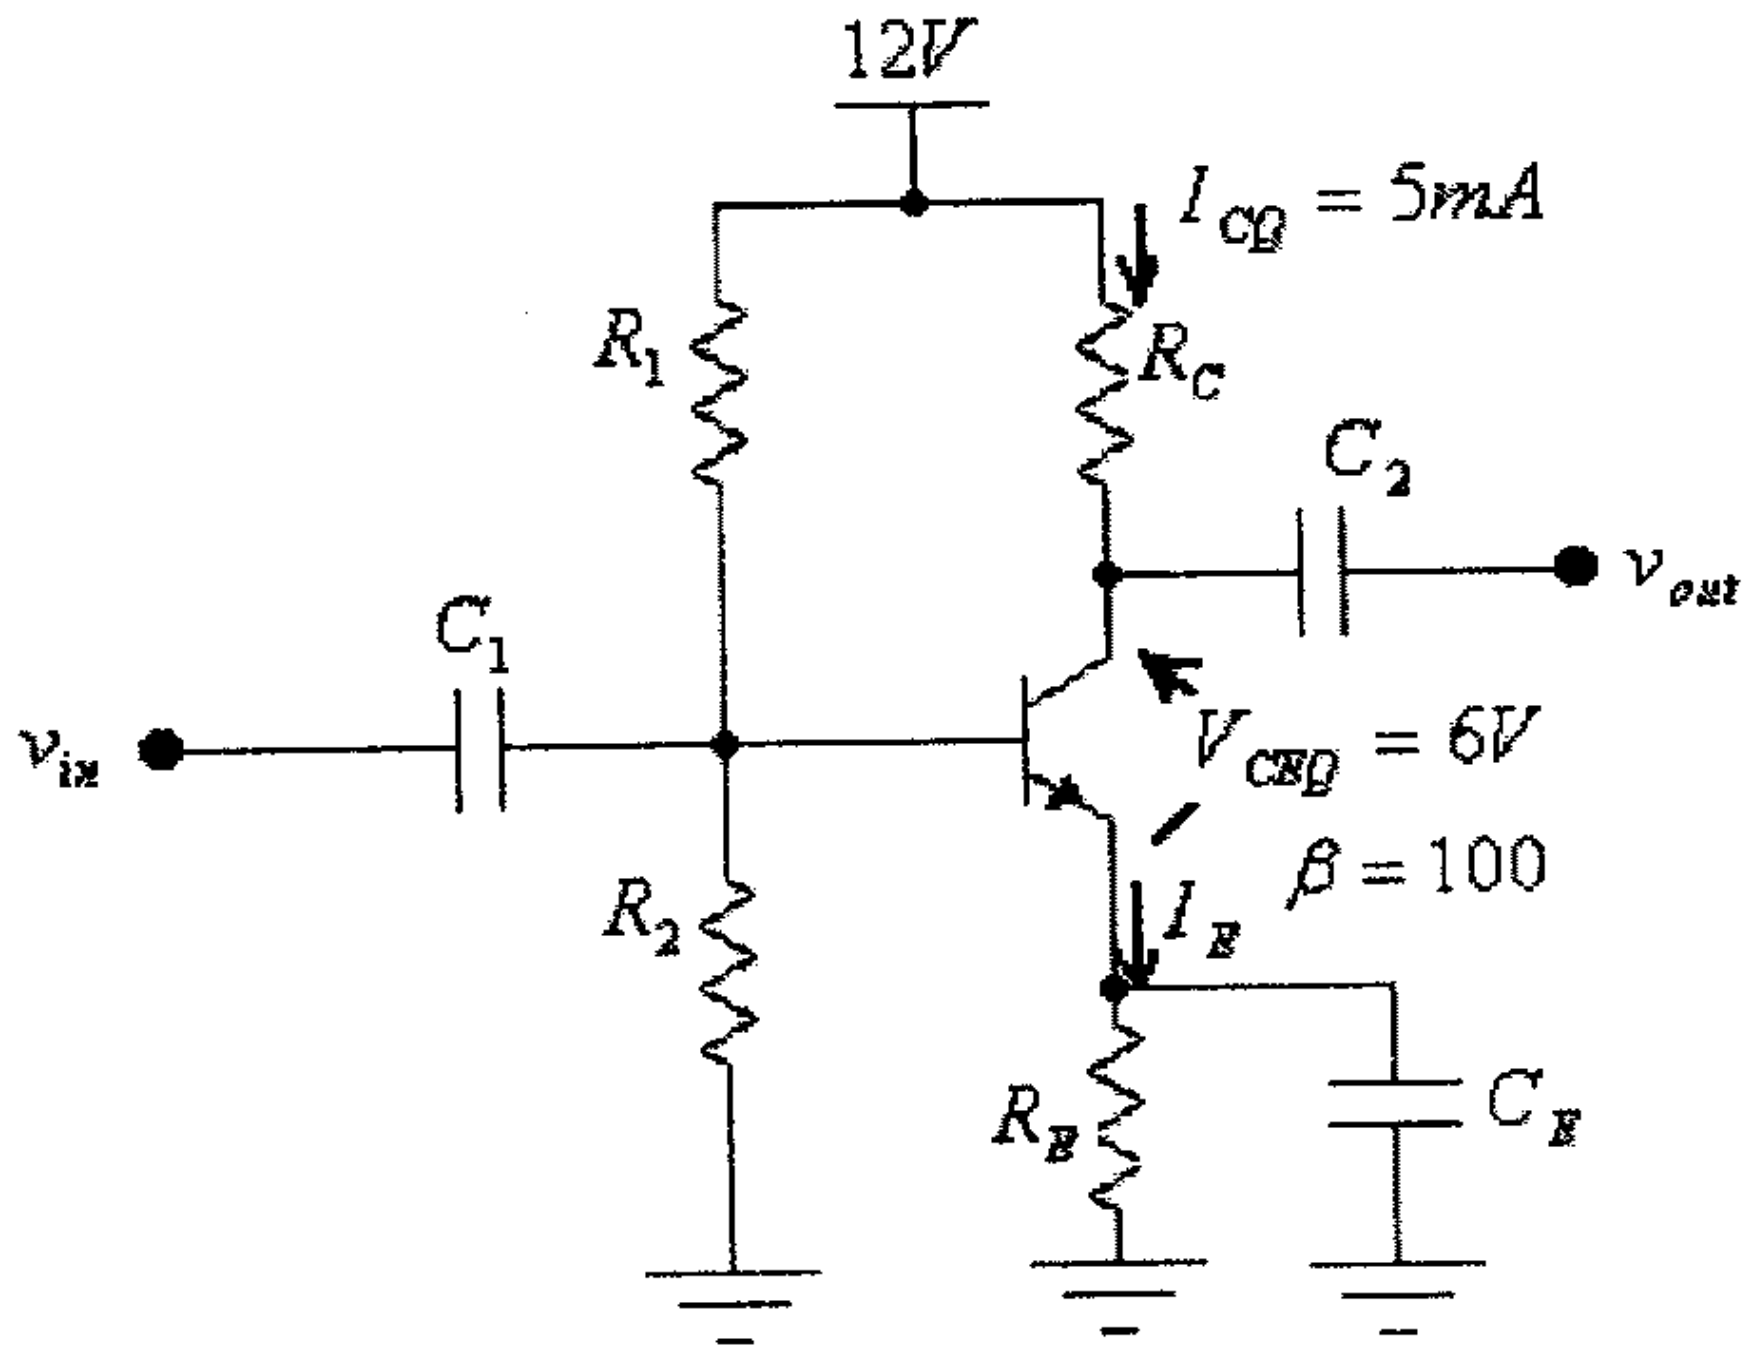 12V
I_CQ = 5mA
R_1
R_C
C_2
v_out
C_1
v_in
V_CEQ = 6V
β = 100
R_2
I_E
R_E
C_E